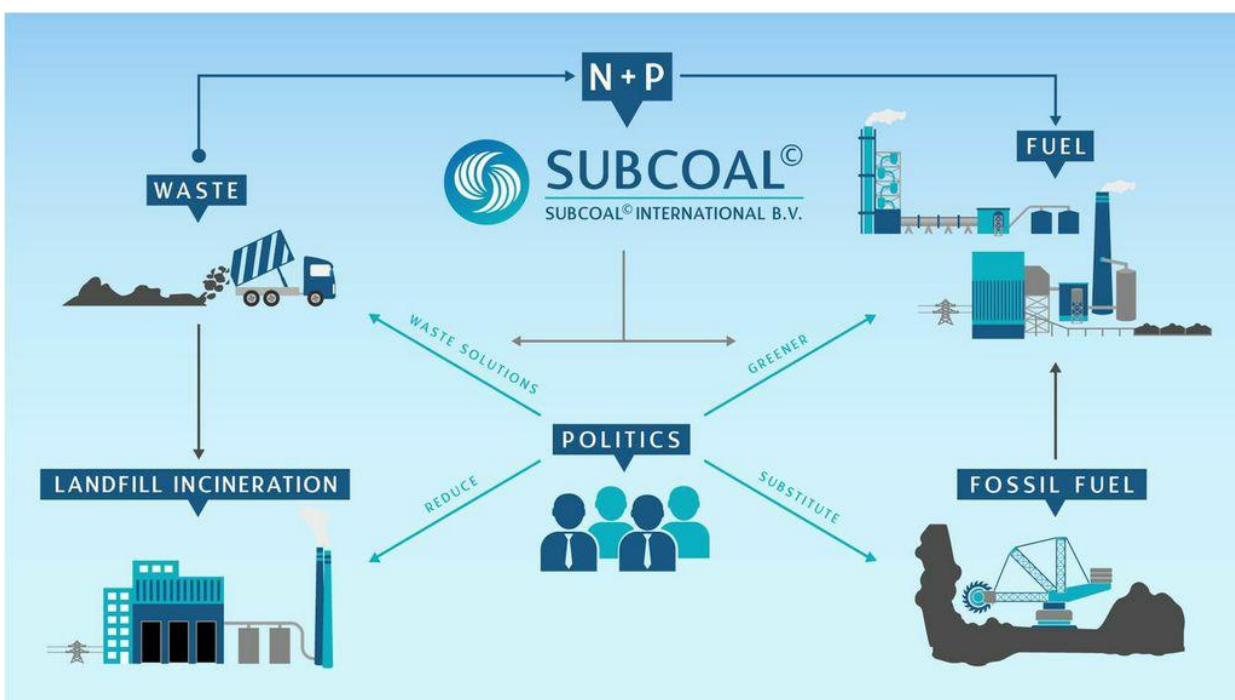 N + P
SUBCOAL©
SUBCOAL© INTERNATIONAL B.V.
WASTE
FUEL
WASTE SOLUTIONS
GREENER
POLITICS
REDUCE
SUBSTITUTE
LANDFILL INCINERATION
FOSSIL FUEL